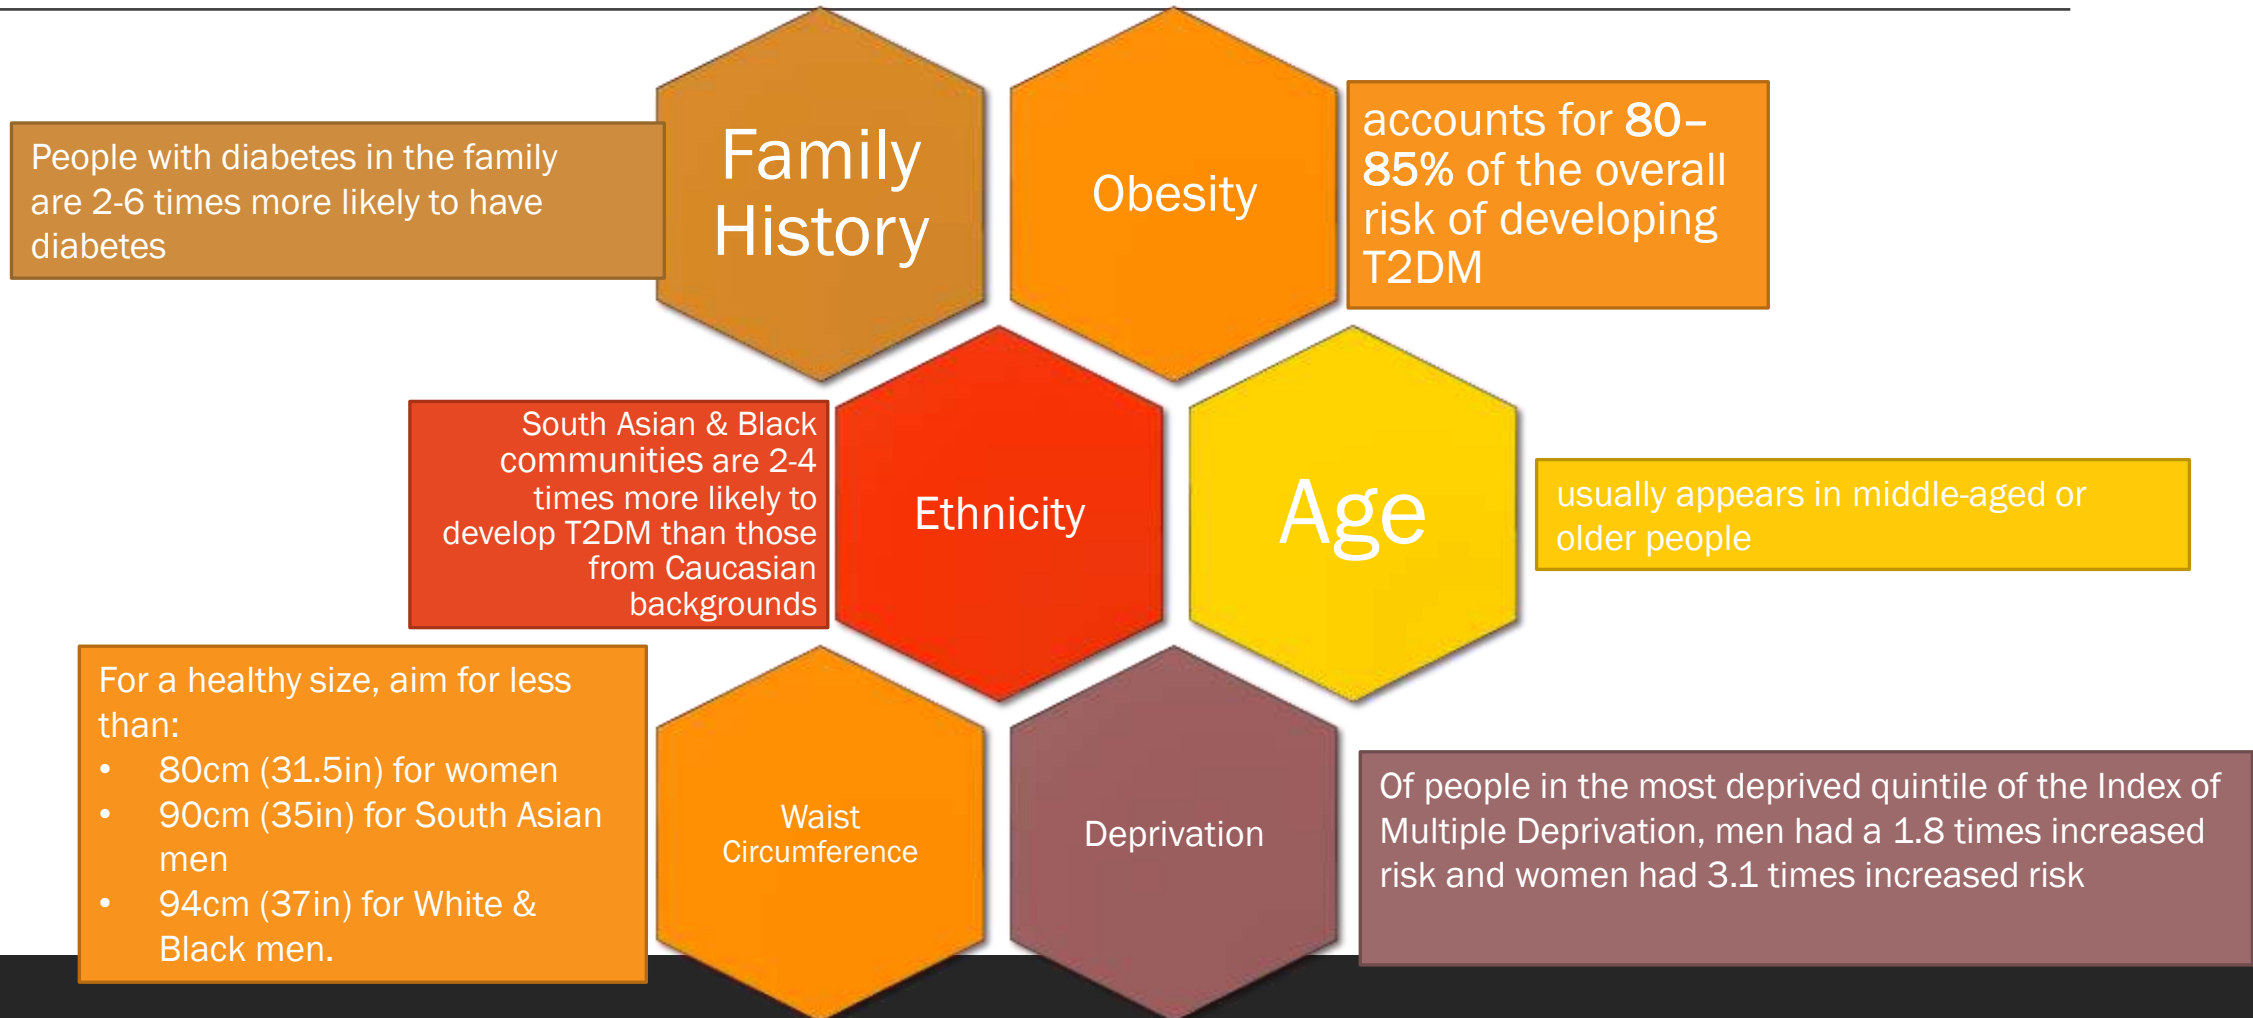 People with diabetes in the family
are 2-6 times more likely to have
diabetes
Family
History
Obesity
accounts for 80–
85% of the overall
risk of developing
T2DM
South Asian & Black
communities are 2-4
times more likely to
develop T2DM than those
from Caucasian
backgrounds
Ethnicity
Age
usually appears in middle-aged or
older people
For a healthy size, aim for less
than:
• 80cm (31.5in) for women
• 90cm (35in) for South Asian
men
• 94cm (37in) for White &
Black men.
Waist
Circumference
Deprivation
Of people in the most deprived quintile of the Index of
Multiple Deprivation, men had a 1.8 times increased
risk and women had 3.1 times increased risk